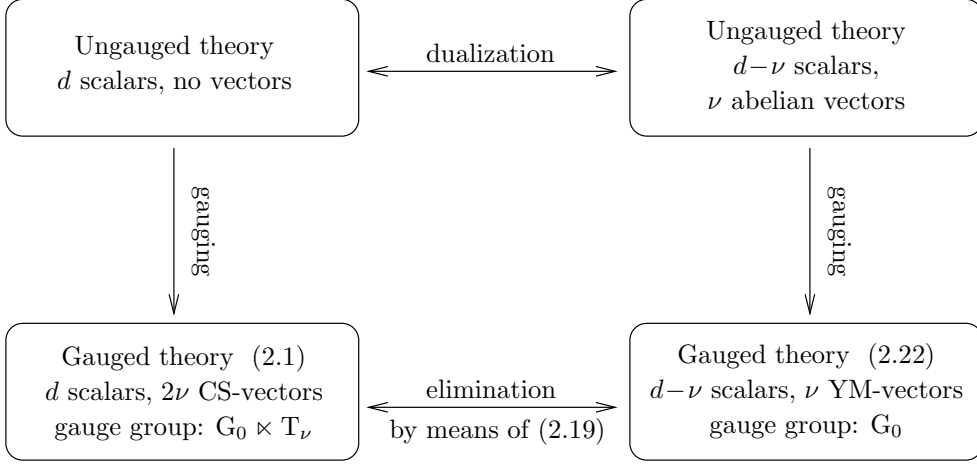 Ungauged theory
d scalars, no vectors
dualization
Ungauged theory
d−ν scalars,
ν abelian vectors
gauging
gauging
Gauged theory (2.1)
d scalars, 2ν CS-vectors
gauge group: G₀ ⋉ T_ν
elimination
by means of (2.19)
Gauged theory (2.22)
d−ν scalars, ν YM-vectors
gauge group: G₀